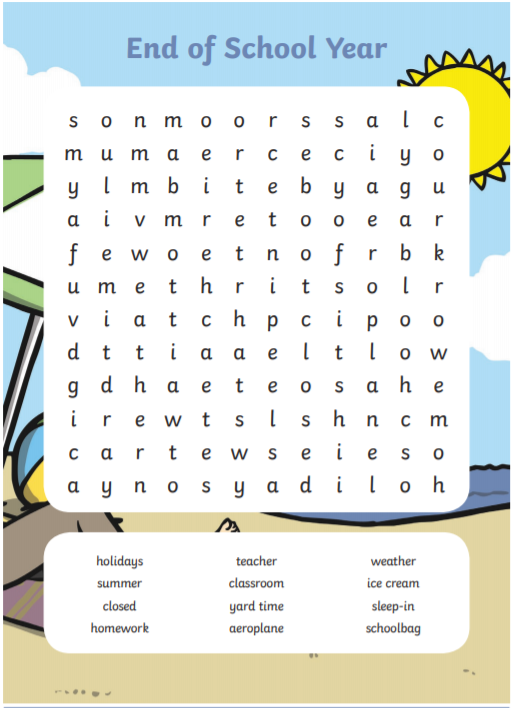 End of School Year
s o n m o o r s s a l c
m u m a e r c e c i y o
y l m b i t e b y a g u
a i v m r e t o o e a r
f e w o e t n o f r b k
u m e t h r i t s o l r
v i a t c h p c i p o o
d t t i a a e l t l o w
g d h a e t e o s a h e
i r e w t s l s h n c m
c a r t e w s e i e s o
a y n o s y a d i l o h
holidays teacher weather
summer classroom ice cream
closed yard time sleep-in
homework aeroplane schoolbag